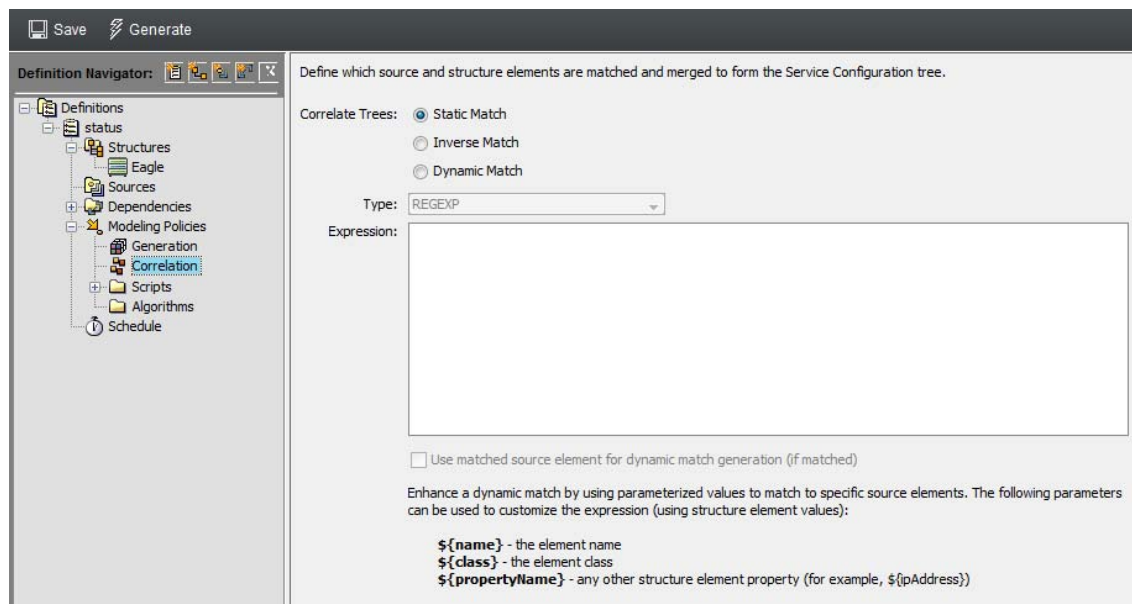 Save Generate
Definition Navigator:
Definitions
status
Structures
Eagle
Sources
Dependencies
Modeling Policies
Generation
Correlation
Scripts
Algorithms
Schedule
Define which source and structure elements are matched and merged to form the Service Configuration tree.
Correlate Trees: Static Match
Inverse Match
Dynamic Match
Type: REGEXP
Expression:
Use matched source element for dynamic match generation (if matched)
Enhance a dynamic match by using parameterized values to match to specific source elements. The following parameters
can be used to customize the expression (using structure element values):
${name} - the element name
${class} - the element class
${propertyName} - any other structure element property (for example, ${ipAddress})